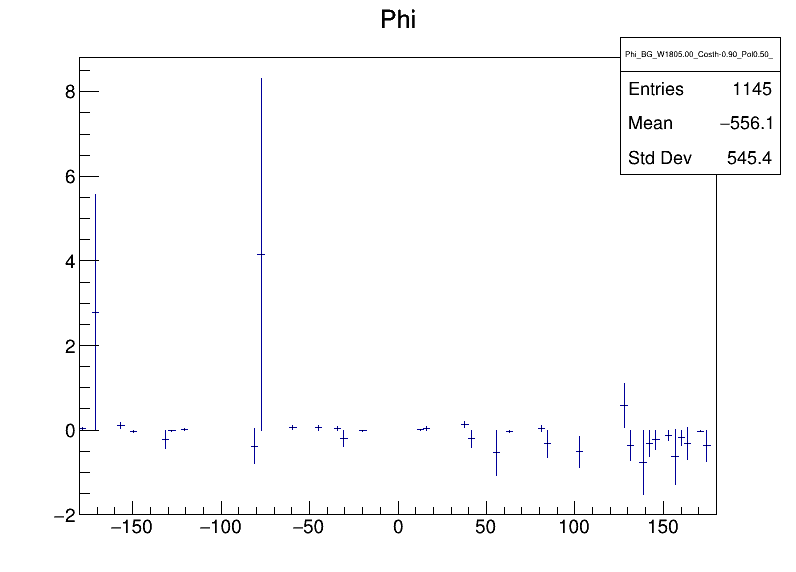 Phi
Phi_BG_W1805.00_Costh-0.90_Pol0.50_
Entries 1145
Mean −556.1
Std Dev 545.4
8
6
4
2
0
−2
−150 −100 −50 0 50 100 150